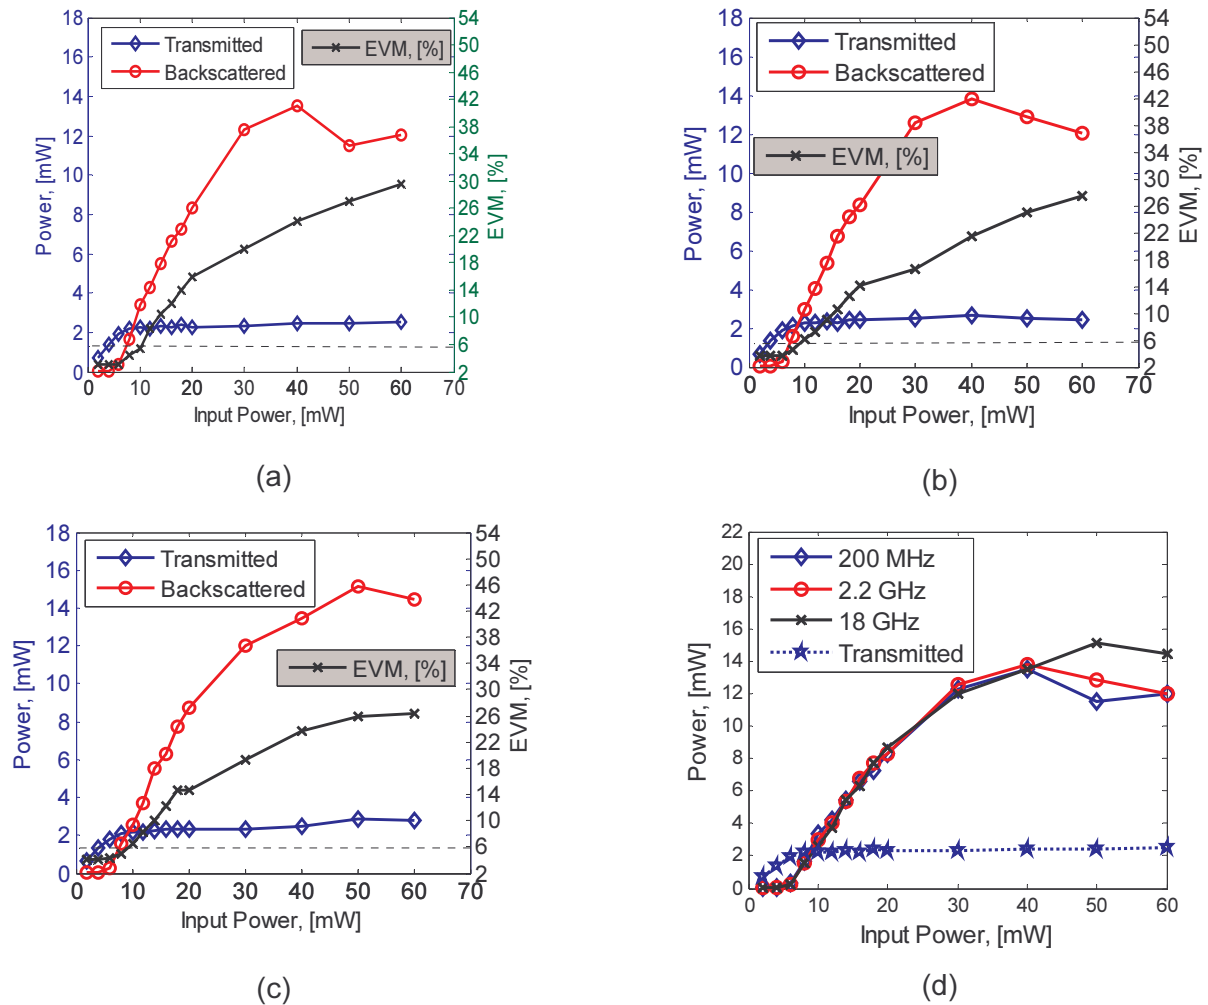 18
16
14
12
10
8
6
4
2
0
Power, [mW]
Transmitted
Backscattered
EVM, [%]
54
50
46
42
38
34
30
26
22
18
14
10
6
2
EVM, [%]
0 10 20 30 40 50 60 70
Input Power, [mW]
(a)
18
16
14
12
10
8
6
4
2
0
Power, [mW]
Transmitted
Backscattered
EVM, [%]
54
50
46
42
38
34
30
26
22
18
14
10
6
2
EVM, [%]
0 10 20 30 40 50 60 70
Input Power, [mW]
(b)
18
16
14
12
10
8
6
4
2
0
Power, [mW]
Transmitted
Backscattered
EVM, [%]
54
50
46
42
38
34
30
26
22
18
14
10
6
2
EVM, [%]
0 10 20 30 40 50 60 70
Input Power, [mW]
(c)
22
20
18
16
14
12
10
8
6
4
2
0
Power, [mW]
200 MHz
2.2 GHz
18 GHz
Transmitted
0 10 20 30 40 50 60
Input Power, [mW]
(d)